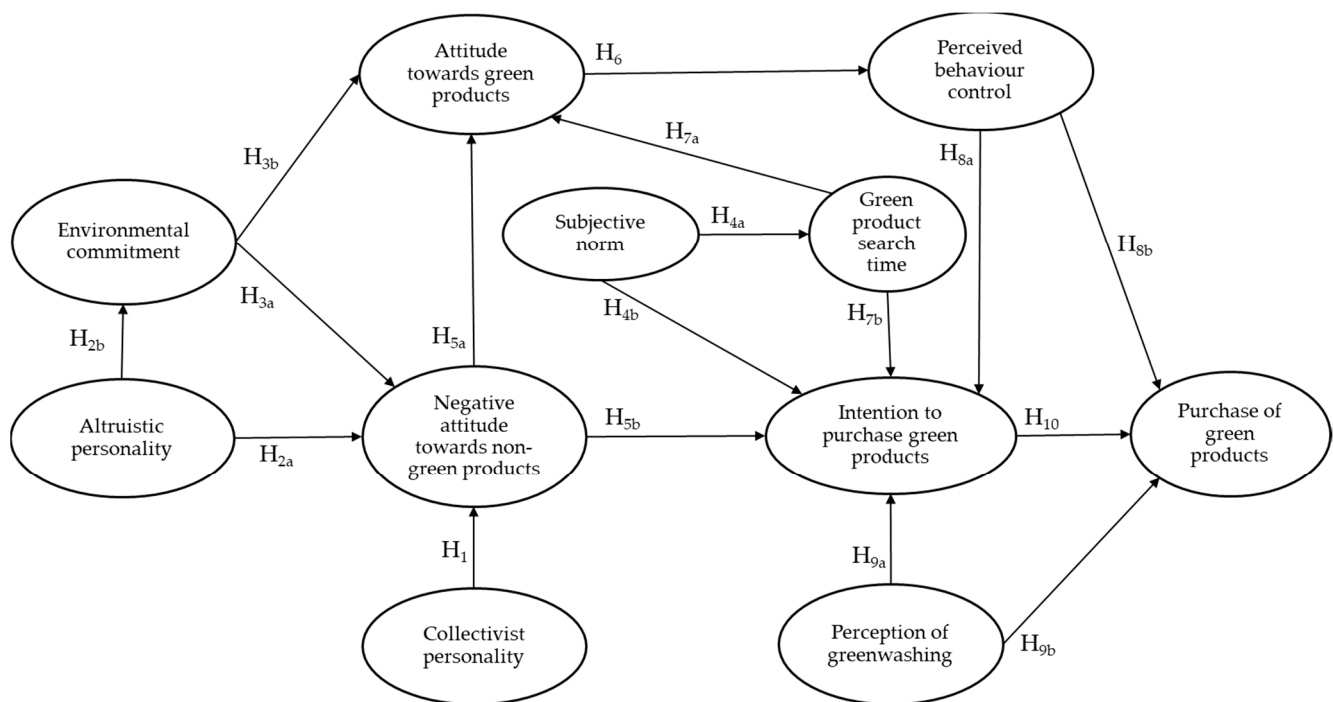 Attitude
towards green
products
H6
Perceived
behaviour
control
H3b
H7a
H8a
Environmental
commitment
Subjective
norm
H4a
Green
product
search
time
H8b
H3a
H4b
H7b
H2b
H5a
Altruistic
personality
H2a
Negative
attitude
towards non-
green products
H5b
Intention to
purchase green
products
H10
Purchase of
green
products
H1
H9a
Collectivist
personality
Perception of
greenwashing
H9b